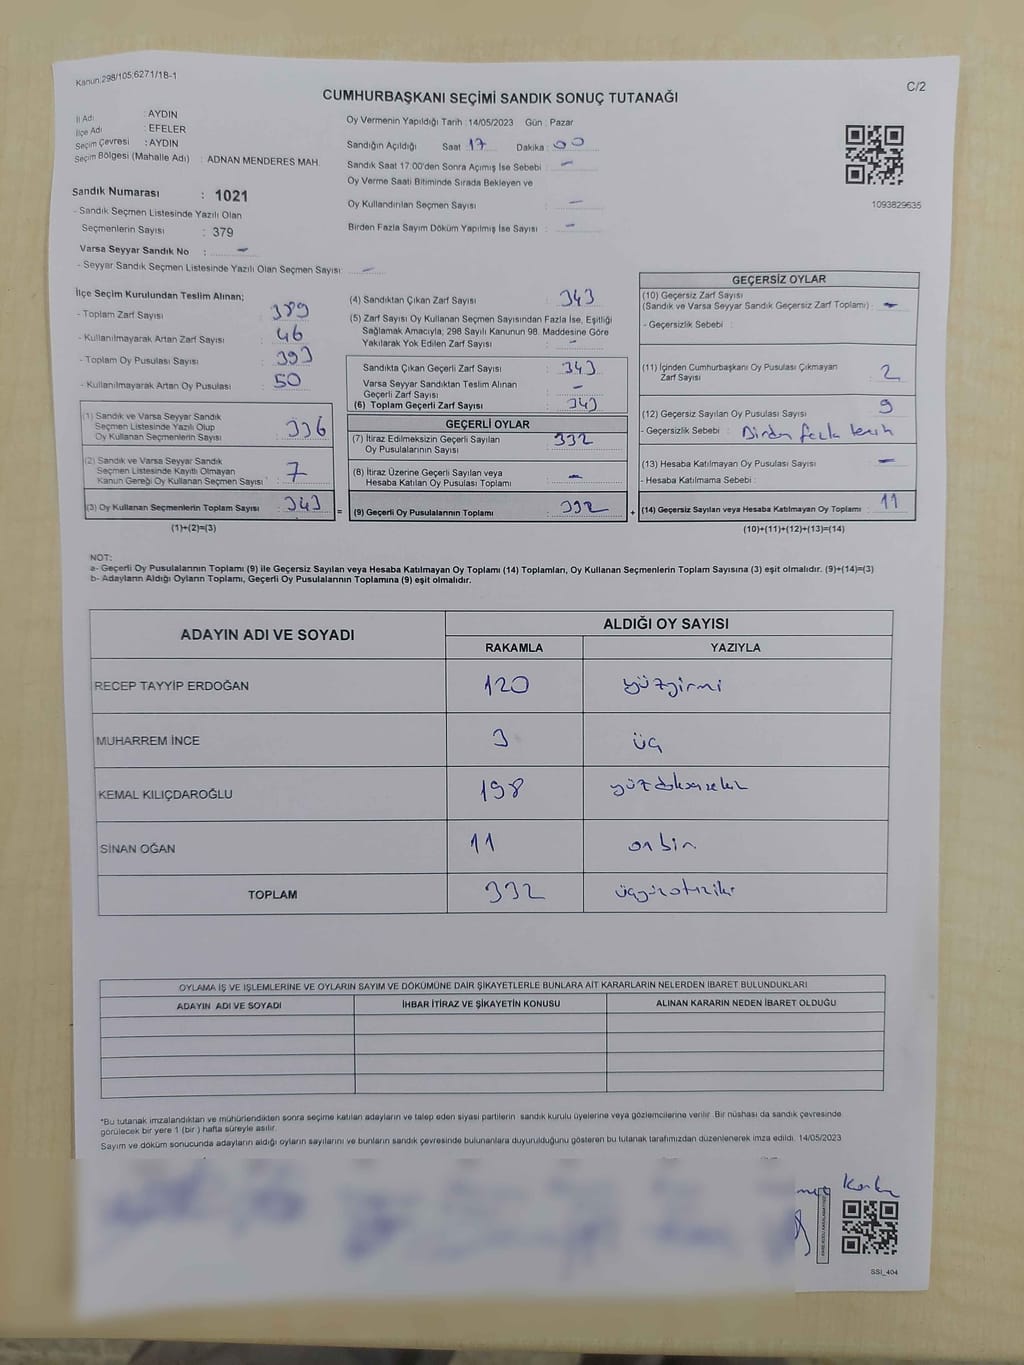 Kanun 298/105,6271/18-1
C/2
CUMHURBAŞKANI SEÇİMİ SANDIK SONUÇ TUTANAĞI
İl Adı : AYDIN
İlçe Adı : EFELER
Seçim Çevresi : AYDIN
Seçim Bölgesi (Mahalle Adı) : ADNAN MENDERES MAH.
Sandık Numarası : 1021
- Sandık Seçmen Listesinde Yazılı Olan
Seçmenlerin Sayısı : 379
Varsa Seyyar Sandık No : -
- Seyyar Sandık Seçmen Listesinde Yazılı Olan Seçmen Sayısı: -
Oy Vermenin Yapıldığı Tarih :14/05/2023 Gün : Pazar
Sandığın Açıldığı Saat : 17 Dakika : 00
Sandık Saat 17:00'den Sonra Açımış İse Sebebi : -
Oy Verme Saati Bitiminde Sırada Bekleyen ve
Oy Kullandırılan Seçmen Sayısı : -
Birden Fazla Sayım Döküm Yapılmış İse Sayısı : -
1093829635
İlçe Seçim Kurulundan Teslim Alınan;
- Toplam Zarf Sayısı : 389
- Kullanılmayarak Artan Zarf Sayısı : 46
- Toplam Oy Pusulası Sayısı : 393
- Kullanılmayarak Artan Oy Pusulası : 50
(1) Sandık ve Varsa Seyyar Sandık
Seçmen Listesinde Yazılı Olup
Oy Kullanan Seçmenlerin Sayısı : 336
(2) Sandık ve Varsa Seyyar Sandık
Seçmen Listesinde Kayıtlı Olmayan
Kanun Gereği Oy Kullanan Seçmen Sayısı : 7
(3) Oy Kullanan Seçmenlerin Toplam Sayısı : 343
(1)+(2)=(3)
(4) Sandıktan Çıkan Zarf Sayısı : 343
(5) Zarf Sayısı Oy Kullanan Seçmen Sayısından Fazla İse, Eşitliği
Sağlamak Amacıyla; 298 Sayılı Kanunun 98. Maddesine Göre
Yakılarak Yok Edilen Zarf Sayısı : -
Sandıkta Çıkan Geçerli Zarf Sayısı : 343
Varsa Seyyar Sandıktan Teslim Alınan
Geçerli Zarf Sayısı : -
(6) Toplam Geçerli Zarf Sayısı : 343
GEÇERLİ OYLAR
(7) İtiraz Edilmeksizin Geçerli Sayılan
Oy Pusulalarının Sayısı : 332
(8) İtiraz Üzerine Geçerli Sayılan veya
Hesaba Katılan Oy Pusulası Toplamı : -
= (9) Geçerli Oy Pusulalarının Toplamı : 332
GEÇERSİZ OYLAR
(10) Geçersiz Zarf Sayısı
(Sandık ve Varsa Seyyar Sandık Geçersiz Zarf Toplamı) : -
- Geçersizlik Sebebi :
(11) İçinden Cumhurbaşkanı Oy Pusulası Çıkmayan
Zarf Sayısı : 2
(12) Geçersiz Sayılan Oy Pusulası Sayısı : 9
- Geçersizlik Sebebi : Birden fazla tercih
(13) Hesaba Katılmayan Oy Pusulası Sayısı : -
- Hesaba Katılmama Sebebi :
+ (14) Geçersiz Sayılan veya Hesaba Katılmayan Oy Toplamı : 11
(10)+(11)+(12)+(13)=(14)
NOT:
a- Geçerli Oy Pusulalarının Toplamı (9) ile Geçersiz Sayılan veya Hesaba Katılmayan Oy Toplamı (14) Toplamları, Oy Kullanan Seçmenlerin Toplam Sayısına (3) eşit olmalıdır. (9)+(14)=(3)
b- Adayların Aldığı Oyların Toplamı, Geçerli Oy Pusulalarının Toplamına (9) eşit olmalıdır.
ADAYIN ADI VE SOYADI
ALDIĞI OY SAYISI
RAKAMLA YAZIYLA
RECEP TAYYİP ERDOĞAN 120 yüzyirmi
MUHARREM İNCE 3 üç
KEMAL KILIÇDAROĞLU 198 yüzdoksansekiz
SİNAN OĞAN 11 onbir
TOPLAM 332 üçyüzotuziki
OYLAMA İŞ VE İŞLEMLERİNE VE OYLARIN SAYIM VE DÖKÜMÜNE DAİR ŞİKAYETLERLE BUNLARA AİT KARARLARIN NELERDEN İBARET BULUNDUKLARI
ADAYIN ADI VE SOYADI İHBAR İTİRAZ VE ŞİKAYETİN KONUSU ALINAN KARARIN NEDEN İBARET OLDUĞU
*Bu tutanak imzalandıktan ve mühürlendikten sonra seçime katılan adayların ve talep eden siyasi partilerin sandık kurulu üyelerine veya gözlemcilerine verilir. Bir nüshası da sandık çevresinde
görülecek bir yere 1 (bir ) hafta süreyle asılır.
Sayım ve döküm sonucunda adayların aldığı oyların sayılarını ve bunların sandık çevresinde bulunanlara duyurulduğunu gösteren bu tutanak tarafımızdan düzenlenerek imza edildi. 14/05/2023
SSI_404